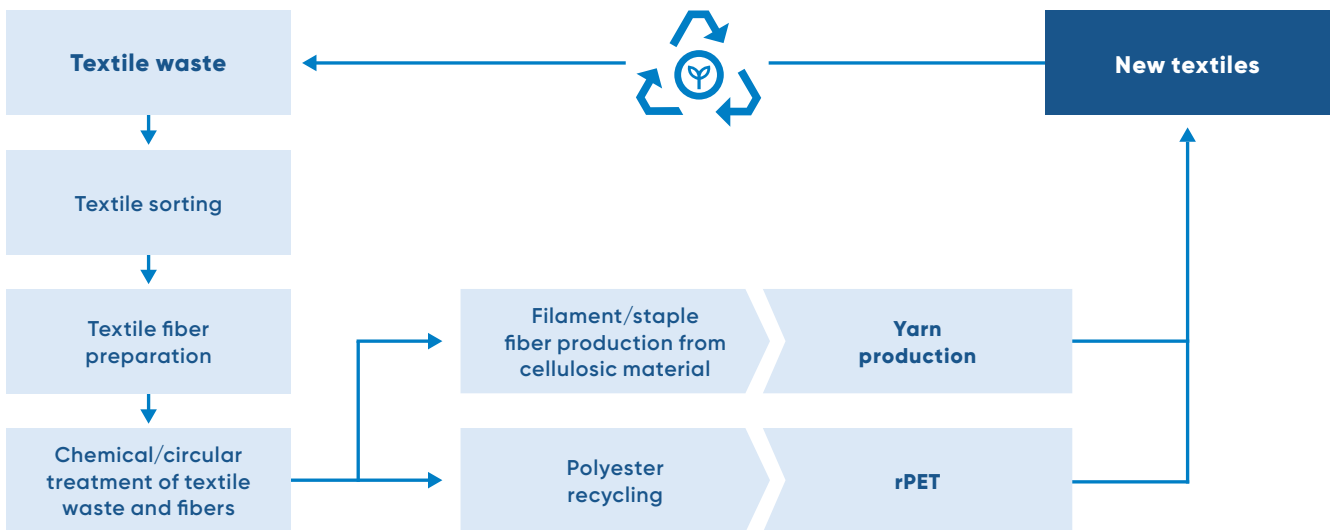 Textile waste
New textiles
Textile sorting
Textile fiber
preparation
Filament/staple
fiber production from
cellulosic material
Yarn
production
Chemical/circular
treatment of textile
waste and fibers
Polyester
recycling
rPET